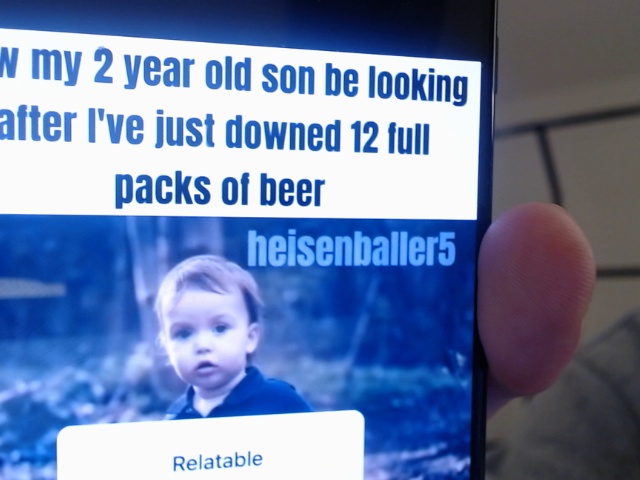 w my 2 year old son be looking
after I've just downed 12 full
packs of beer
heisenballer5
Relatable